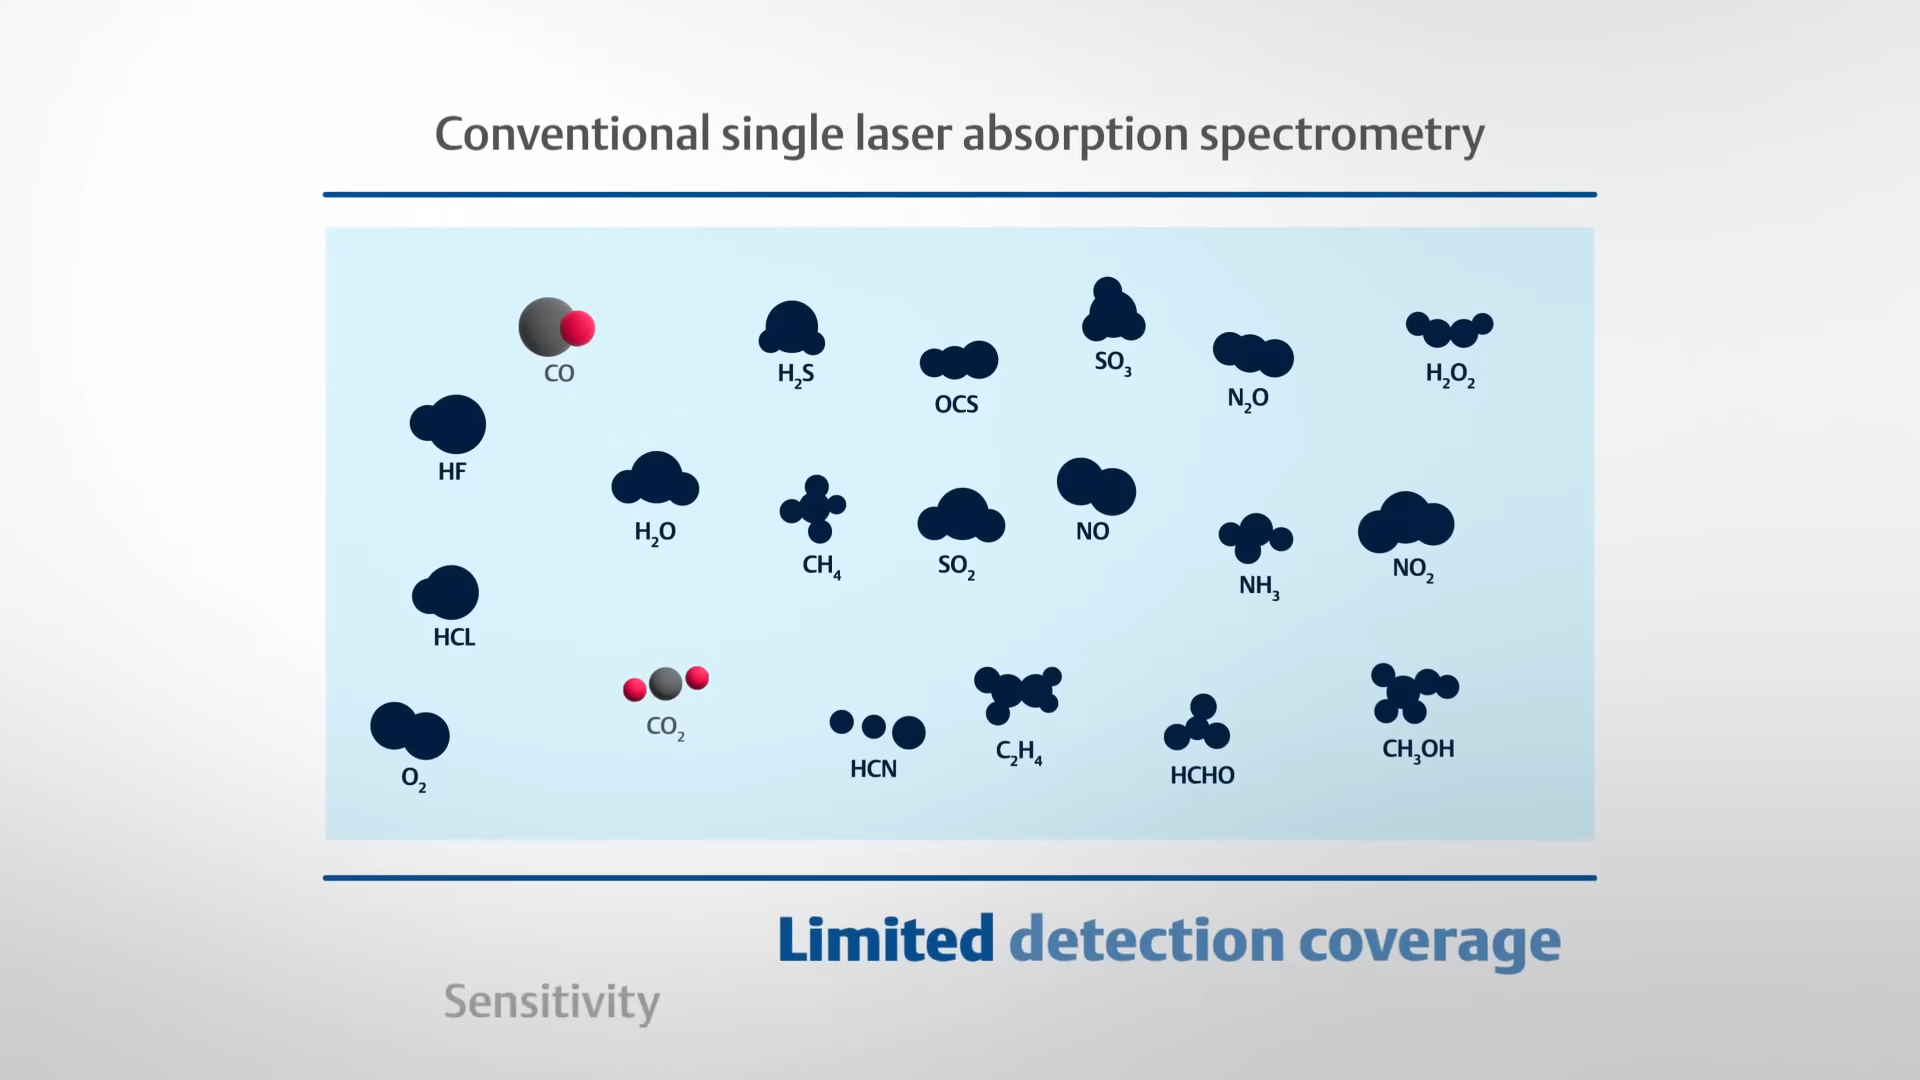 Conventional single laser absorption spectrometry
CO
H₂S
OCS
SO₃
N₂O
H₂O₂
HF
H₂O
CH₄
SO₂
NO
NH₃
NO₂
HCL
O₂
CO₂
HCN
C₂H₄
HCHO
CH₃OH
Limited detection coverage
Sensitivity